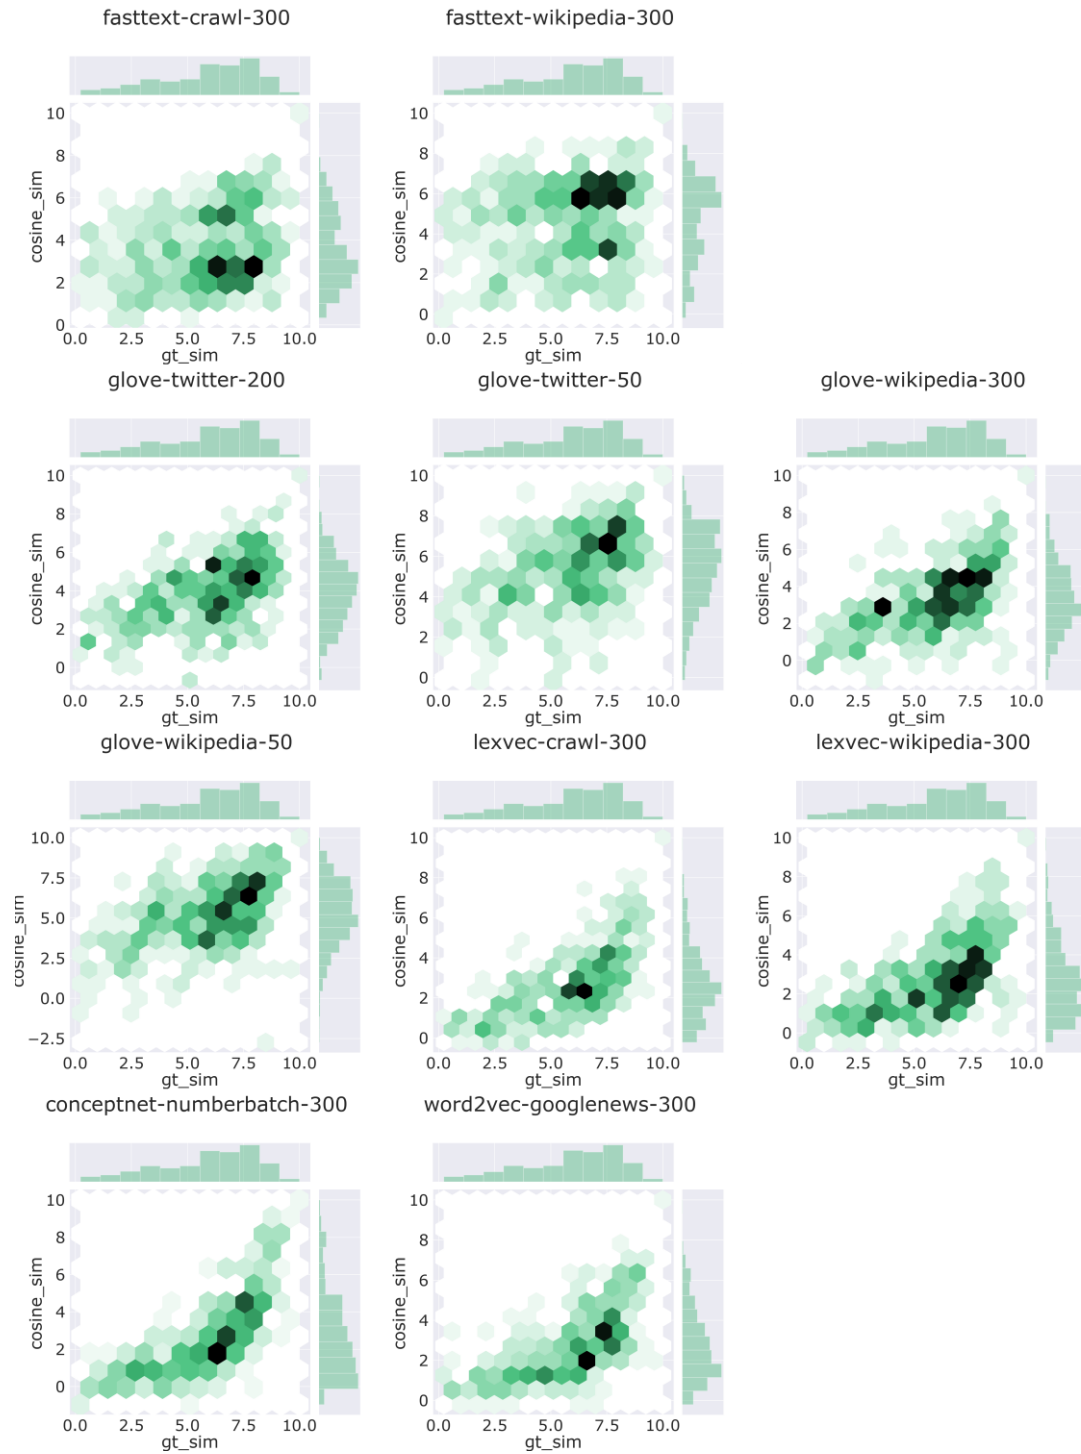 fasttext-crawl-300 fasttext-wikipedia-300
10 10
8 8
6 6
cosine_sim cosine_sim
4 4
2 2
0 0
0.0 2.5 5.0 7.5 10.0 0.0 2.5 5.0 7.5 10.0
gt_sim gt_sim
glove-twitter-200 glove-twitter-50 glove-wikipedia-300
10 10 10
8 8 8
6 6 6
cosine_sim cosine_sim cosine_sim
4 4 4
2 2 2
0 0 0
0.0 2.5 5.0 7.5 10.0 0.0 2.5 5.0 7.5 10.0 0.0 2.5 5.0 7.5 10.0
gt_sim gt_sim gt_sim
glove-wikipedia-50 lexvec-crawl-300 lexvec-wikipedia-300
10.0 10 10
7.5 8 8
5.0 6 6
cosine_sim cosine_sim cosine_sim
2.5 4 4
0.0 2 2
−2.5 0 0
0.0 2.5 5.0 7.5 10.0 0.0 2.5 5.0 7.5 10.0 0.0 2.5 5.0 7.5 10.0
gt_sim gt_sim gt_sim
conceptnet-numberbatch-300 word2vec-googlenews-300
10 10
8 8
6 6
cosine_sim cosine_sim
4 4
2 2
0 0
0.0 2.5 5.0 7.5 10.0 0.0 2.5 5.0 7.5 10.0
gt_sim gt_sim